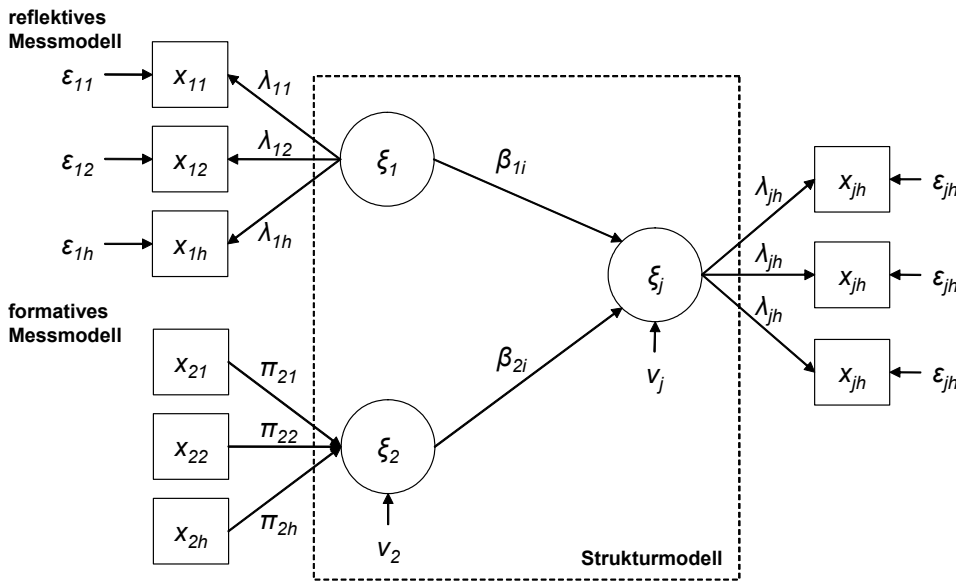 reflektives
Messmodell
ε₁₁ x₁₁ λ₁₁
ε₁₂ x₁₂ λ₁₂ ξ₁ β₁ᵢ
ε₁ₕ x₁ₕ λ₁ₕ
λⱼₕ xⱼₕ εⱼₕ
ξⱼ λⱼₕ xⱼₕ εⱼₕ
λⱼₕ xⱼₕ εⱼₕ
vⱼ
formatives
Messmodell
x₂₁ π₂₁ β₂ᵢ
x₂₂ π₂₂ ξ₂
x₂ₕ π₂ₕ
v₂
Strukturmodell